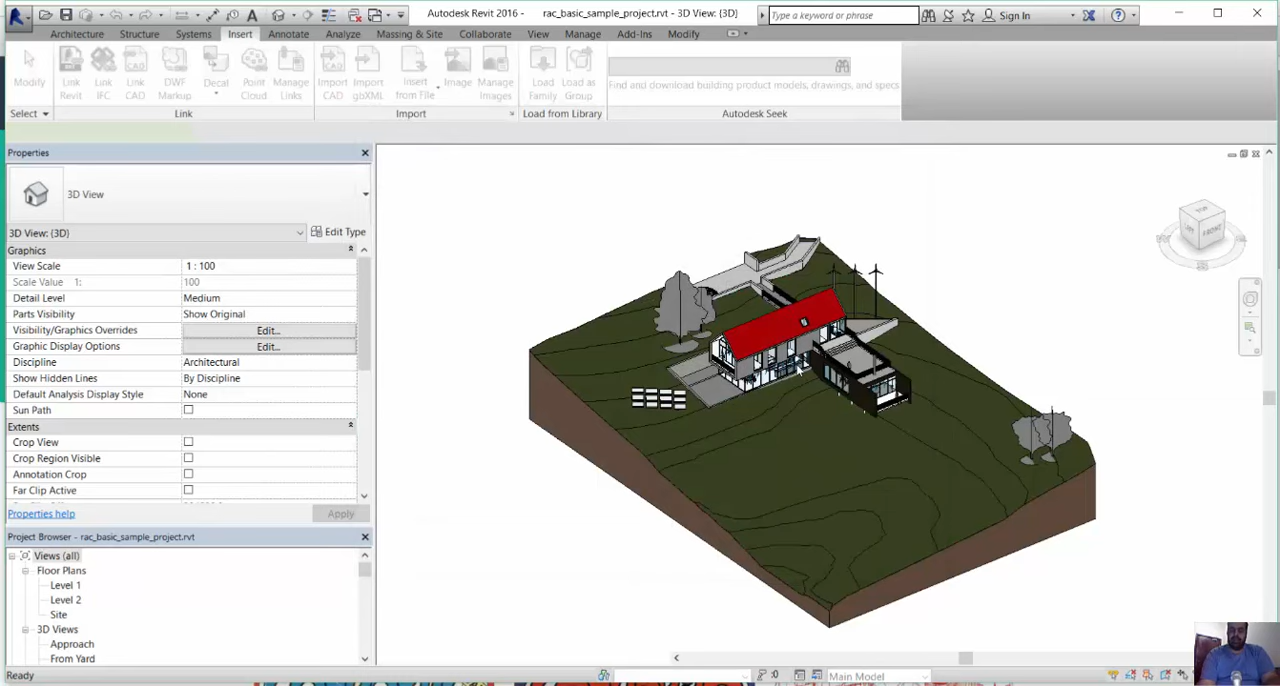 Autodesk Revit 2016 - rac_basic_sample_project.rvt - 3D View: {3D}
Type a keyword or phrase
Sign In
Architecture Structure Systems Insert Annotate Analyze Massing & Site Collaborate View Manage Add-Ins Modify
Modify
Link Revit
Link IFC
Link CAD
DWF Markup
Decal
Point Cloud
Manage Links
Import CAD
Import gbXML
Insert from File
Image
Manage Images
Load Family
Load as Group
Find and download building product models, drawings, and specs
Select
Link
Import
Load from Library
Autodesk Seek
Properties
3D View
3D View: {3D}
Edit Type
Graphics
View Scale 1 : 100
Scale Value 1: 100
Detail Level Medium
Parts Visibility Show Original
Visibility/Graphics Overrides Edit...
Graphic Display Options Edit...
Discipline Architectural
Show Hidden Lines By Discipline
Default Analysis Display Style None
Sun Path
Extents
Crop View
Crop Region Visible
Annotation Crop
Far Clip Active
Properties help
Apply
Project Browser - rac_basic_sample_project.rvt
Views (all)
Floor Plans
Level 1
Level 2
Site
3D Views
Approach
From Yard
TOP
FRONT
Ready
:0
Main Model